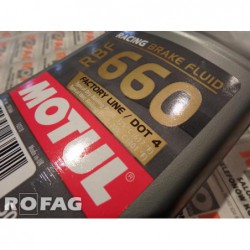 RACING BRAKE FLUID
RBF 660
FACTORY LINE / DOT 4
MOTUL
ROFAG